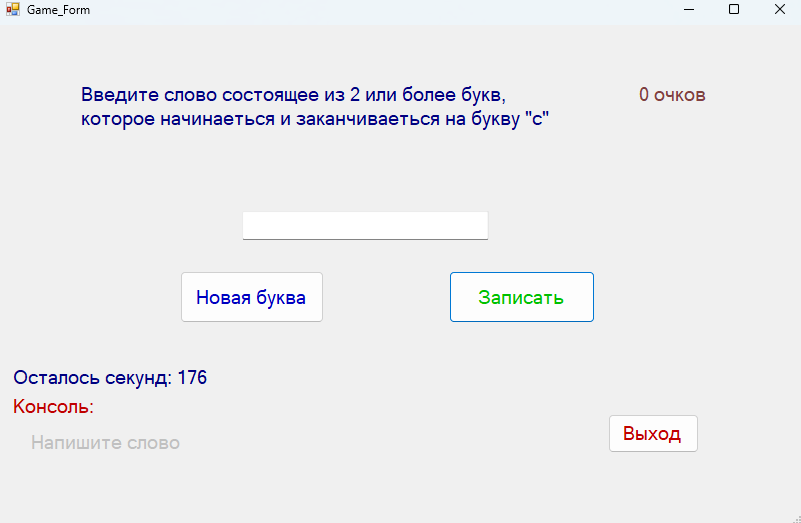 Game_Form
Введите слово состоящее из 2 или более букв,
которое начинаеться и заканчиваеться на букву "с"
0 очков
Новая буква
Записать
Осталось секунд: 176
Консоль:
Напишите слово
Выход